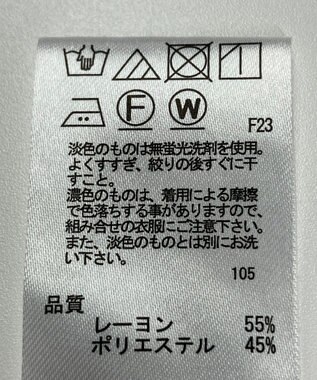 F W F23
淡色のものは無蛍光洗剤を使用。
よくすすぎ、絞りの後すぐに干
すこと。
濃色のものは、着用による摩擦
で色落ちする事がありますので、
組み合せの衣服にご注意下さい。
また、淡色のものとは別にお洗
い下さい。
105
品質
レーヨン 55%
ポリエステル 45%